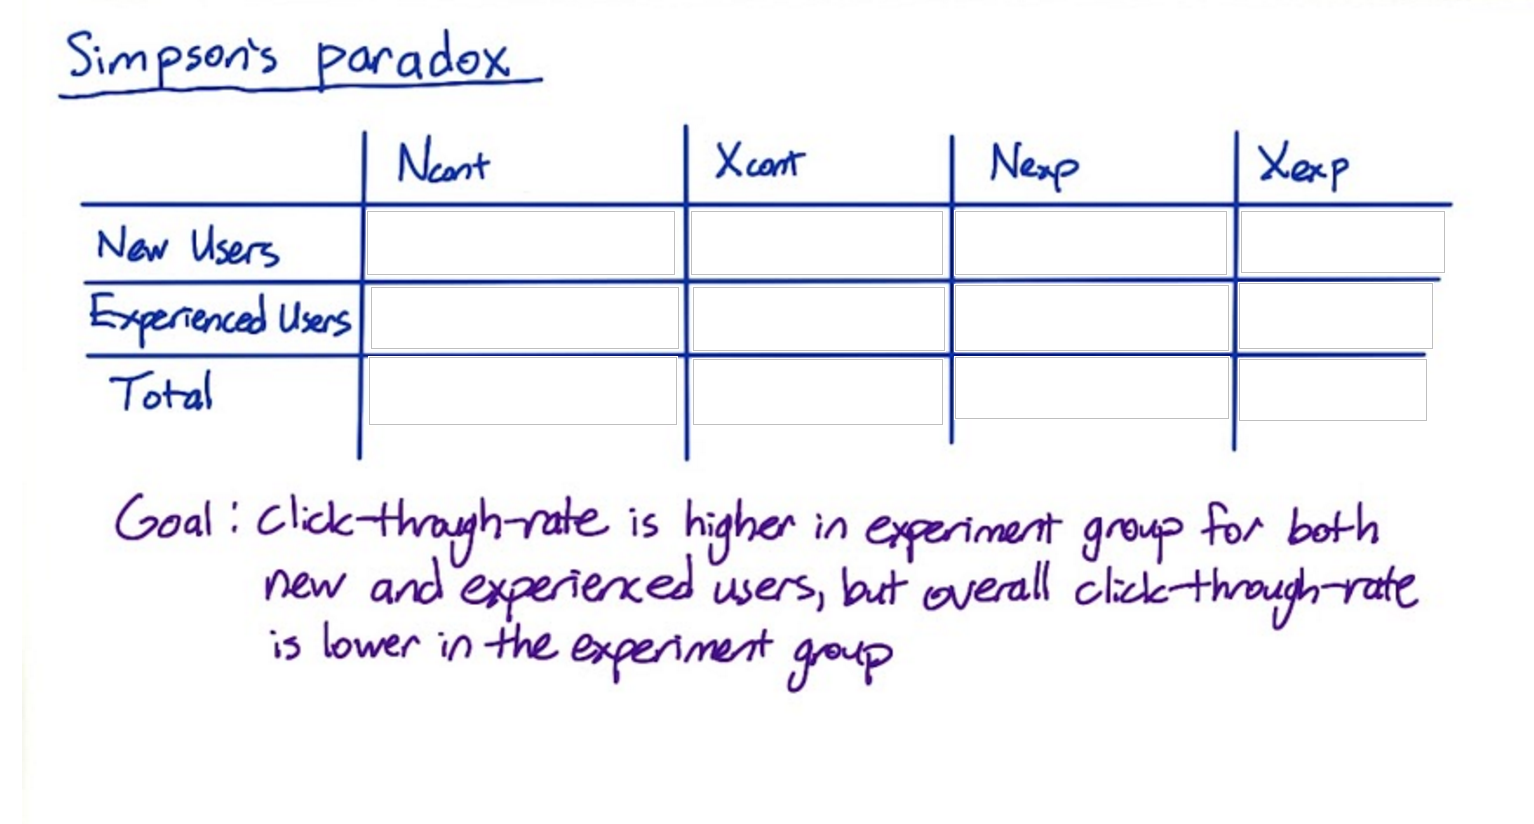 Simpson's paradox
Ncont Xcont Nexp Xexp
New Users
Experienced Users
Total
Goal: click-through-rate is higher in experiment group for both
new and experienced users, but overall click-through-rate
is lower in the experiment group